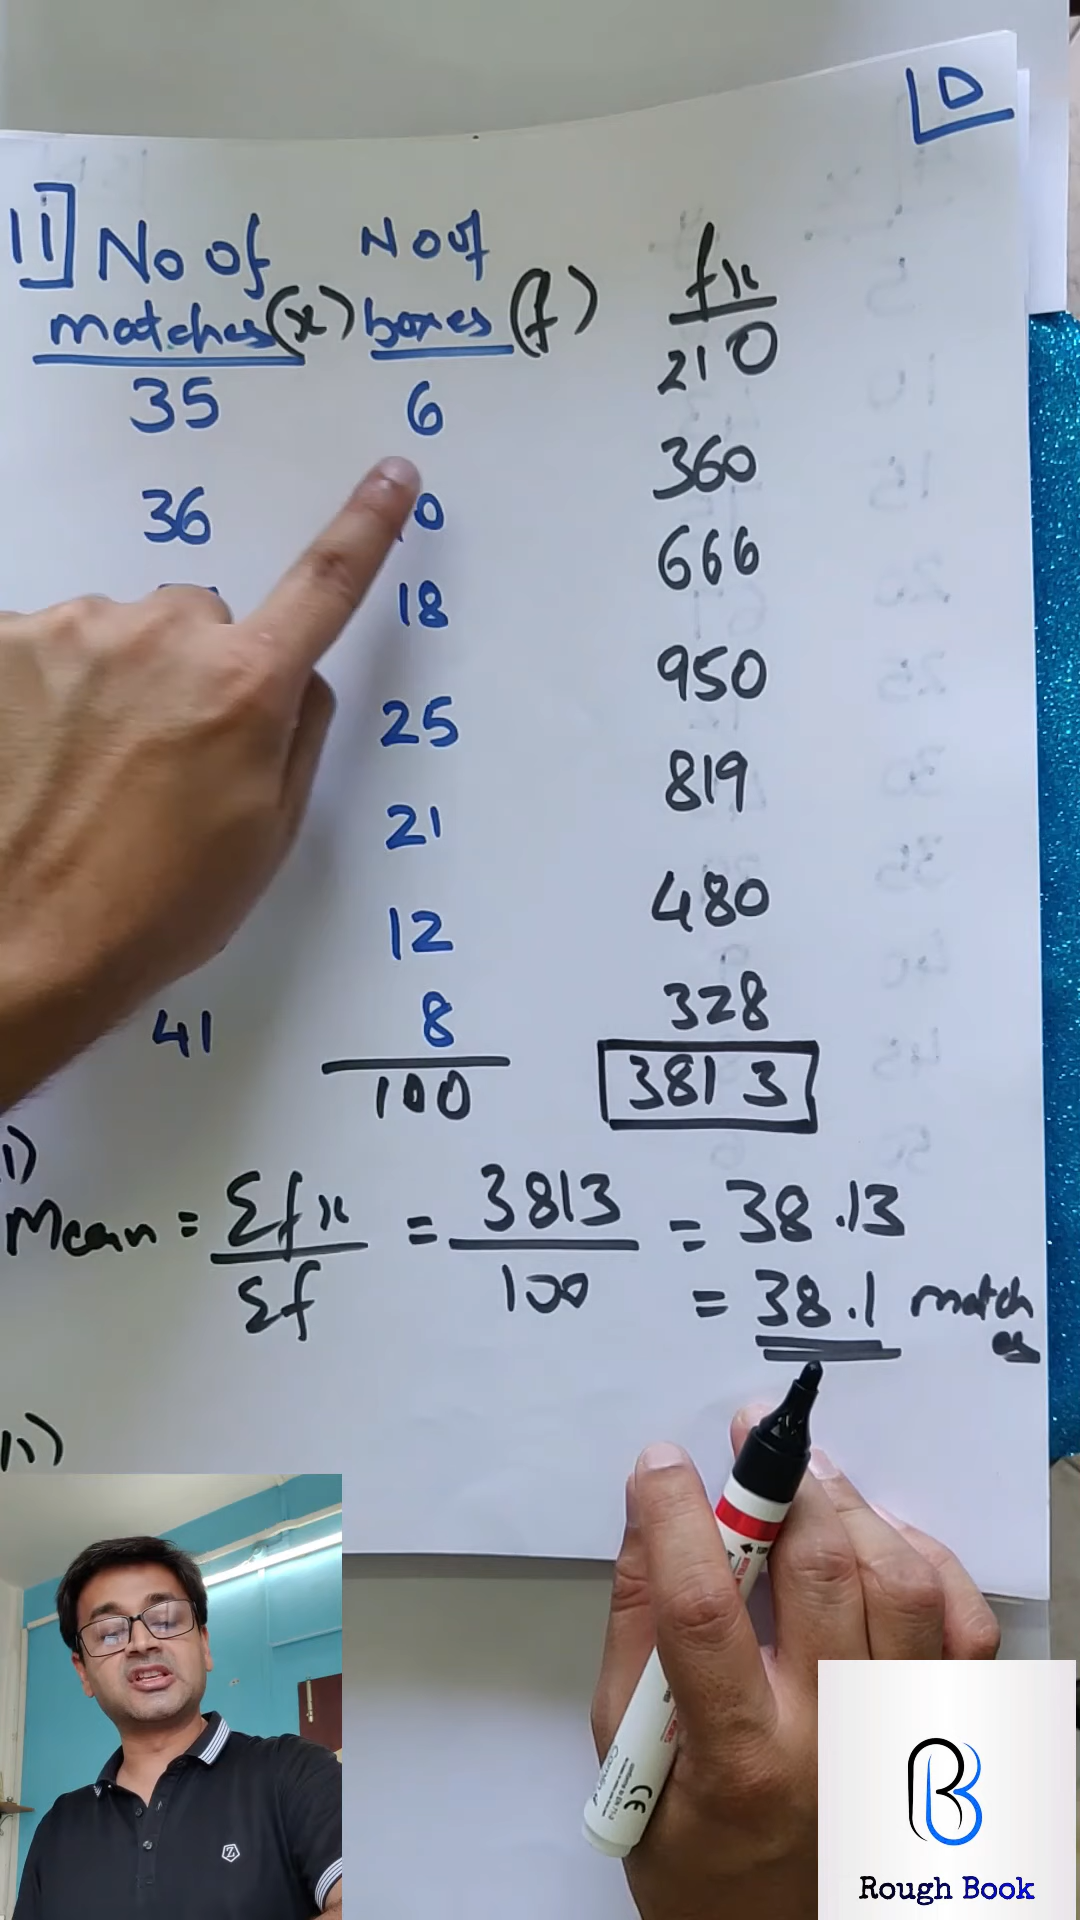 D
11] No of No of
matches (x) boxes (f) fx
35 6 210
36 0 360
18 666
25 950
21 819
12 480
41 8 328
100 3813
i)
Mean = Σfx / Σf = 3813 / 100 = 38.13
= 38.1 matches
ii)
CE
Rough Book